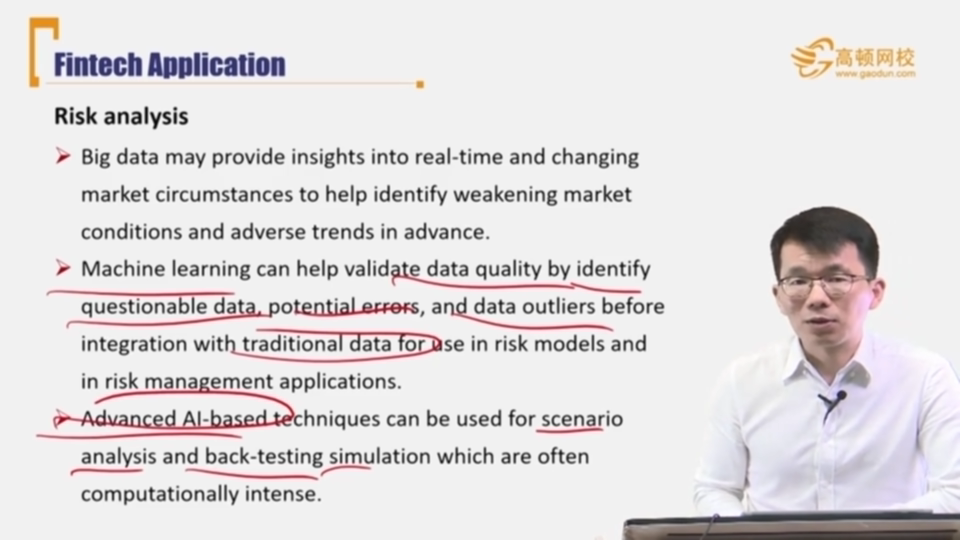 Fintech Application
高顿网校
www.gaodun.com
Risk analysis
Big data may provide insights into real-time and changing
market circumstances to help identify weakening market
conditions and adverse trends in advance.
Machine learning can help validate data quality by identify
questionable data, potential errors, and data outliers before
integration with traditional data for use in risk models and
in risk management applications.
Advanced AI-based techniques can be used for scenario
analysis and back-testing simulation which are often
computationally intense.